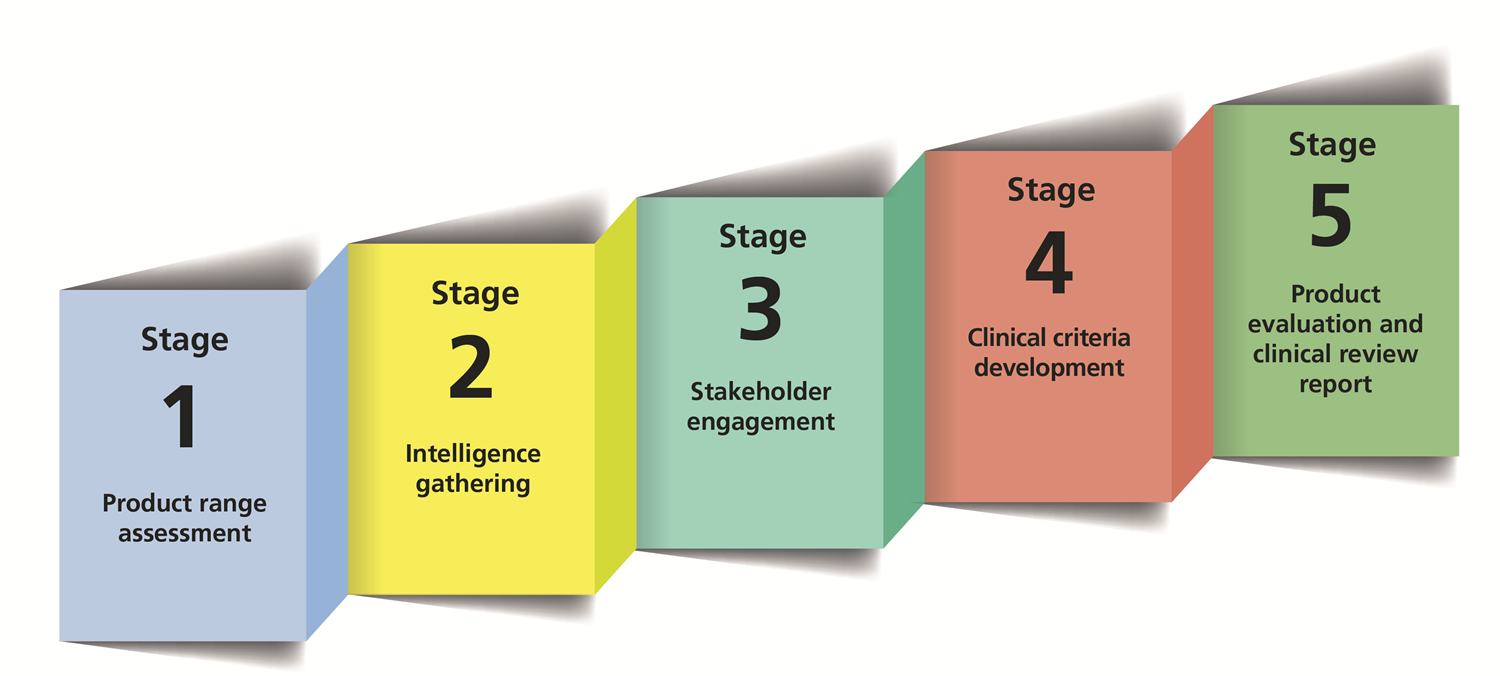 Stage
1
Product range
assessment
Stage
2
Intelligence
gathering
Stage
3
Stakeholder
engagement
Stage
4
Clinical criteria
development
Stage
5
Product
evaluation and
clinical review
report